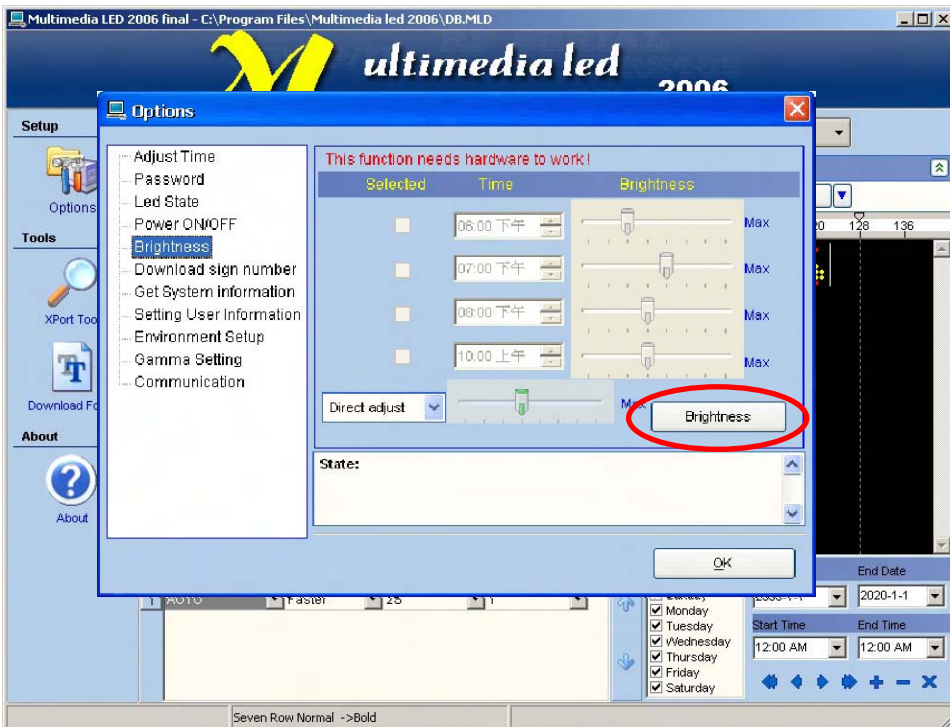 Multimedia LED 2006 final - C:\Program Files\Multimedia led 2006\DB.MLD
Multimedia led
2006
Setup
Options
Tools
XPort Too
Download Fo
About
About
Options
Adjust Time
Password
Led State
Power ON/OFF
Brightness
Download sign number
Get System information
Setting User Information
Environment Setup
Gamma Setting
Communication
This function needs hardware to work!
Selected Time Brightness
06:00 下午 Max
07:00 下午 Max
08:00 下午 Max
10:00 上午 Max
Direct adjust Max Brightness
State:
OK
128 136
1 AUTO Faster 25 1
Monday
Tuesday
Wednesday
Thursday
Friday
Saturday
End Date
2020-1-1
Start Time End Time
12:00 AM 12:00 AM
Seven Row Normal ->Bold